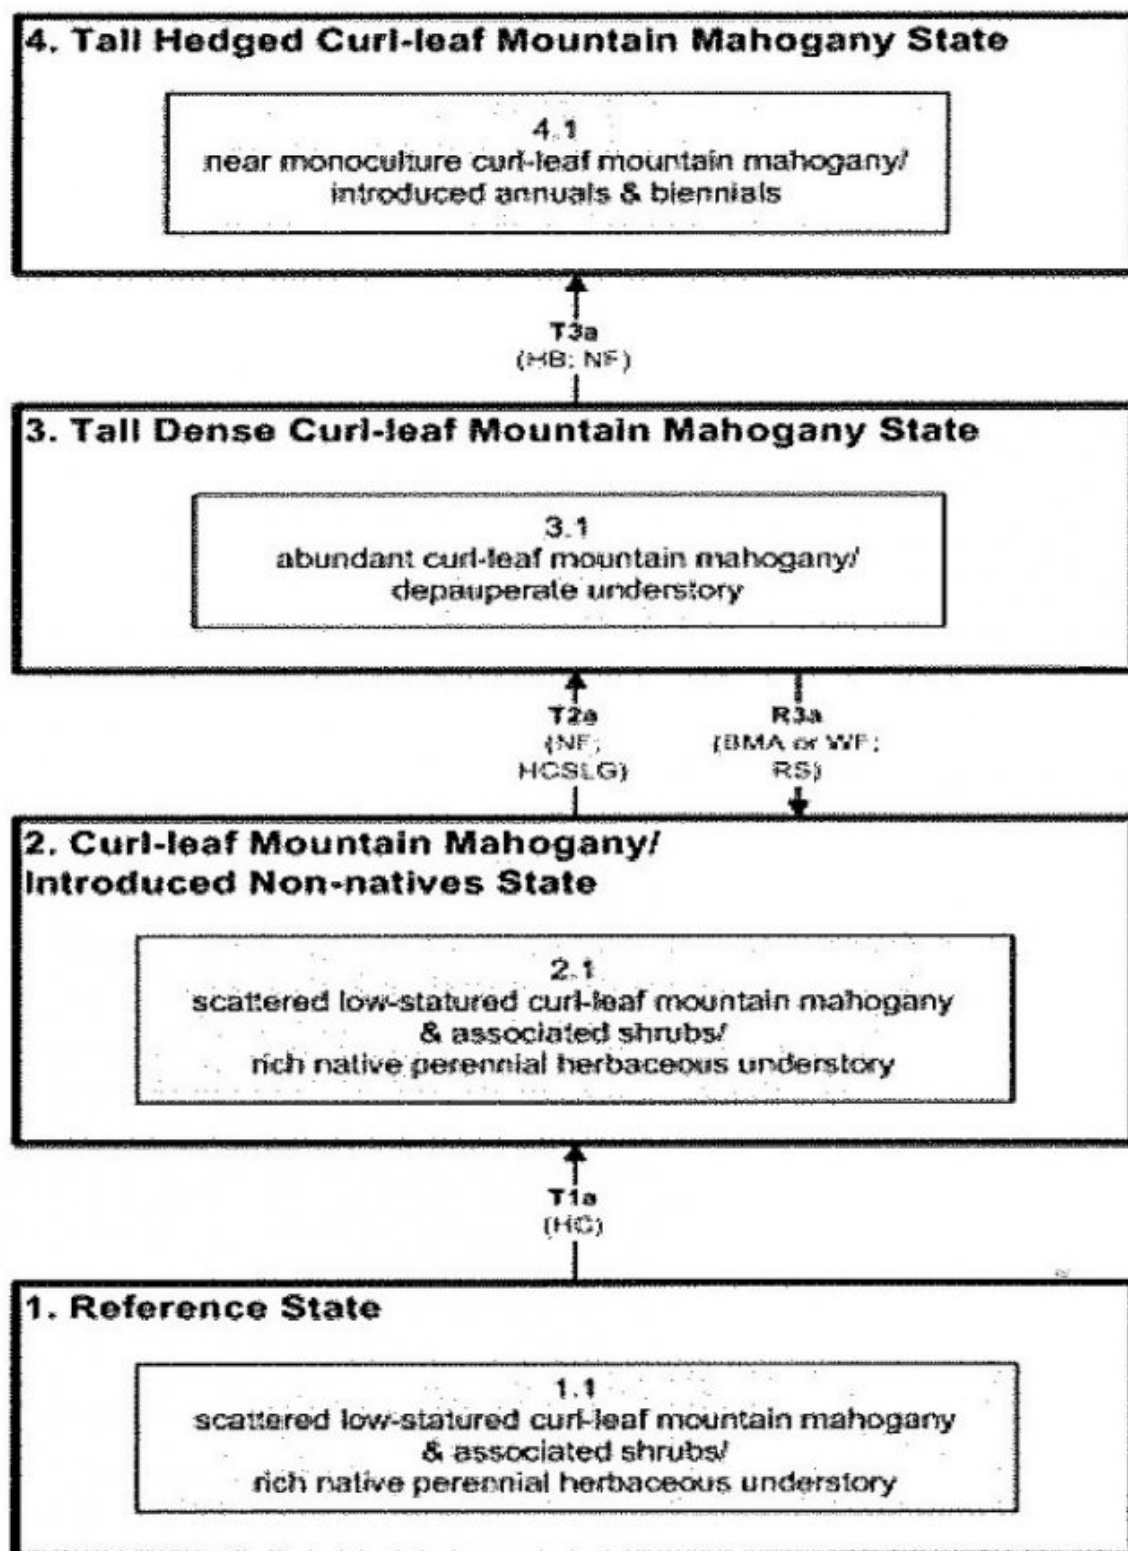 4. Tall Hedged Curl-leaf Mountain Mahogany State
4.1
near monoculture curl-leaf mountain mahogany/
introduced annuals & biennials
T3a
(HB; NF)
3. Tall Dense Curl-leaf Mountain Mahogany State
3.1
abundant curl-leaf mountain mahogany/
depauperate understory
T2a
(NF;
HCSLG)
R3a
(BMA or WF;
RS)
2. Curl-leaf Mountain Mahogany/
Introduced Non-natives State
2.1
scattered low-statured curl-leaf mountain mahogany
& associated shrubs/
rich native perennial herbaceous understory
T1a
(HC)
1. Reference State
1.1
scattered low-statured curl-leaf mountain mahogany
& associated shrubs/
rich native perennial herbaceous understory